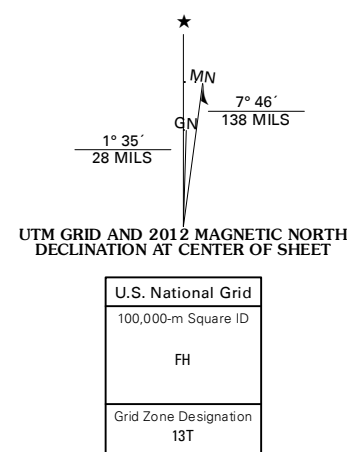 ★
MN
7° 46´
138 MILS
GN
1° 35´
28 MILS
UTM GRID AND 2012 MAGNETIC NORTH
DECLINATION AT CENTER OF SHEET
U.S. National Grid
100,000-m Square ID
FH
Grid Zone Designation
13T